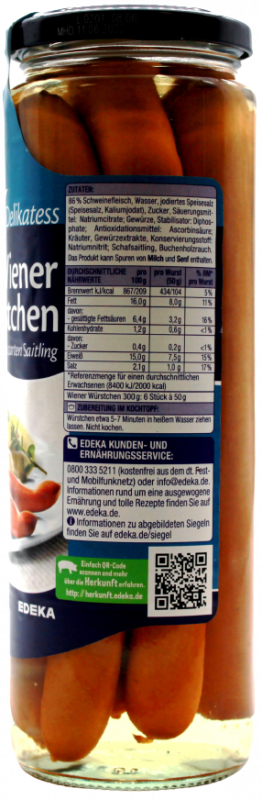 Delikatess
iener
tchen
zarten Saitling
EDEKA
ZUTATEN:
86 % Schweinefleisch, Wasser, jodiertes Speisesalz
(Speisesalz, Kaliumjodat), Zucker, Säuerungsmit-
tel: Natriumcitrate; Gewürze, Stabilisator: Diphos-
phate; Antioxidationsmittel: Ascorbinsäure;
Kräuter, Gewürzextrakte, Konservierungsstoff:
Natriumnitrit; Schafsaitling, Buchenholzrauch.
Das Produkt kann Spuren von Milch und Senf enthalten.
DURCHSCHNITTLICHE pro pro Wurst % RM*
NÄHRWERTE 100g (50 g) pro Wurst
Brennwert kJ/kcal 867/209 434/104 5 %
Fett 16,0g 8,0g 11%
davon:
- gesättigte Fettsäuren 6,4g 3,2g 16 %
Kohlenhydrate 1,2g 0,6g <1 %
davon:
- Zucker 0,4g 0,2g <1 %
Eiweiß 15,0g 7,5g 15%
Salz 2,1g 1,0g 17%
*Referenzmenge für einen durchschnittlichen
Erwachsenen (8400 kJ/2000 kcal)
Wiener Würstchen 300g: 6 Stück à 50g
ZUBEREITUNG IM KOCHTOPF:
Würstchen etwa 5-7 Minuten in heißem Wasser ziehen
lassen. Nicht kochen.
EDEKA KUNDEN- UND
ERNÄHRUNGSSERVICE:
0800 333 5211 (kostenfrei aus dem dt. Fest-
und Mobilfunknetz) oder info@edeka.de.
Informationen rund um eine ausgewogene
Ernährung und tolle Rezepte finden Sie auf
www.edeka.de.
Informationen zu abgebildeten Siegeln
finden Sie auf edeka.de/siegel
Einfach QR-Code
scannen und mehr
über die Herkunft erfahren.
http://herkunft.edeka.de